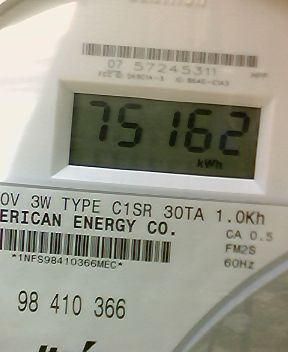 07 57245311
75162
kWh
0V 3W TYPE C1SR 30TA 1.0Kh
ERICAN ENERGY CO.
CA 0.5
FM2S
*1NFS98410366MEC*
60Hz
98 410 366